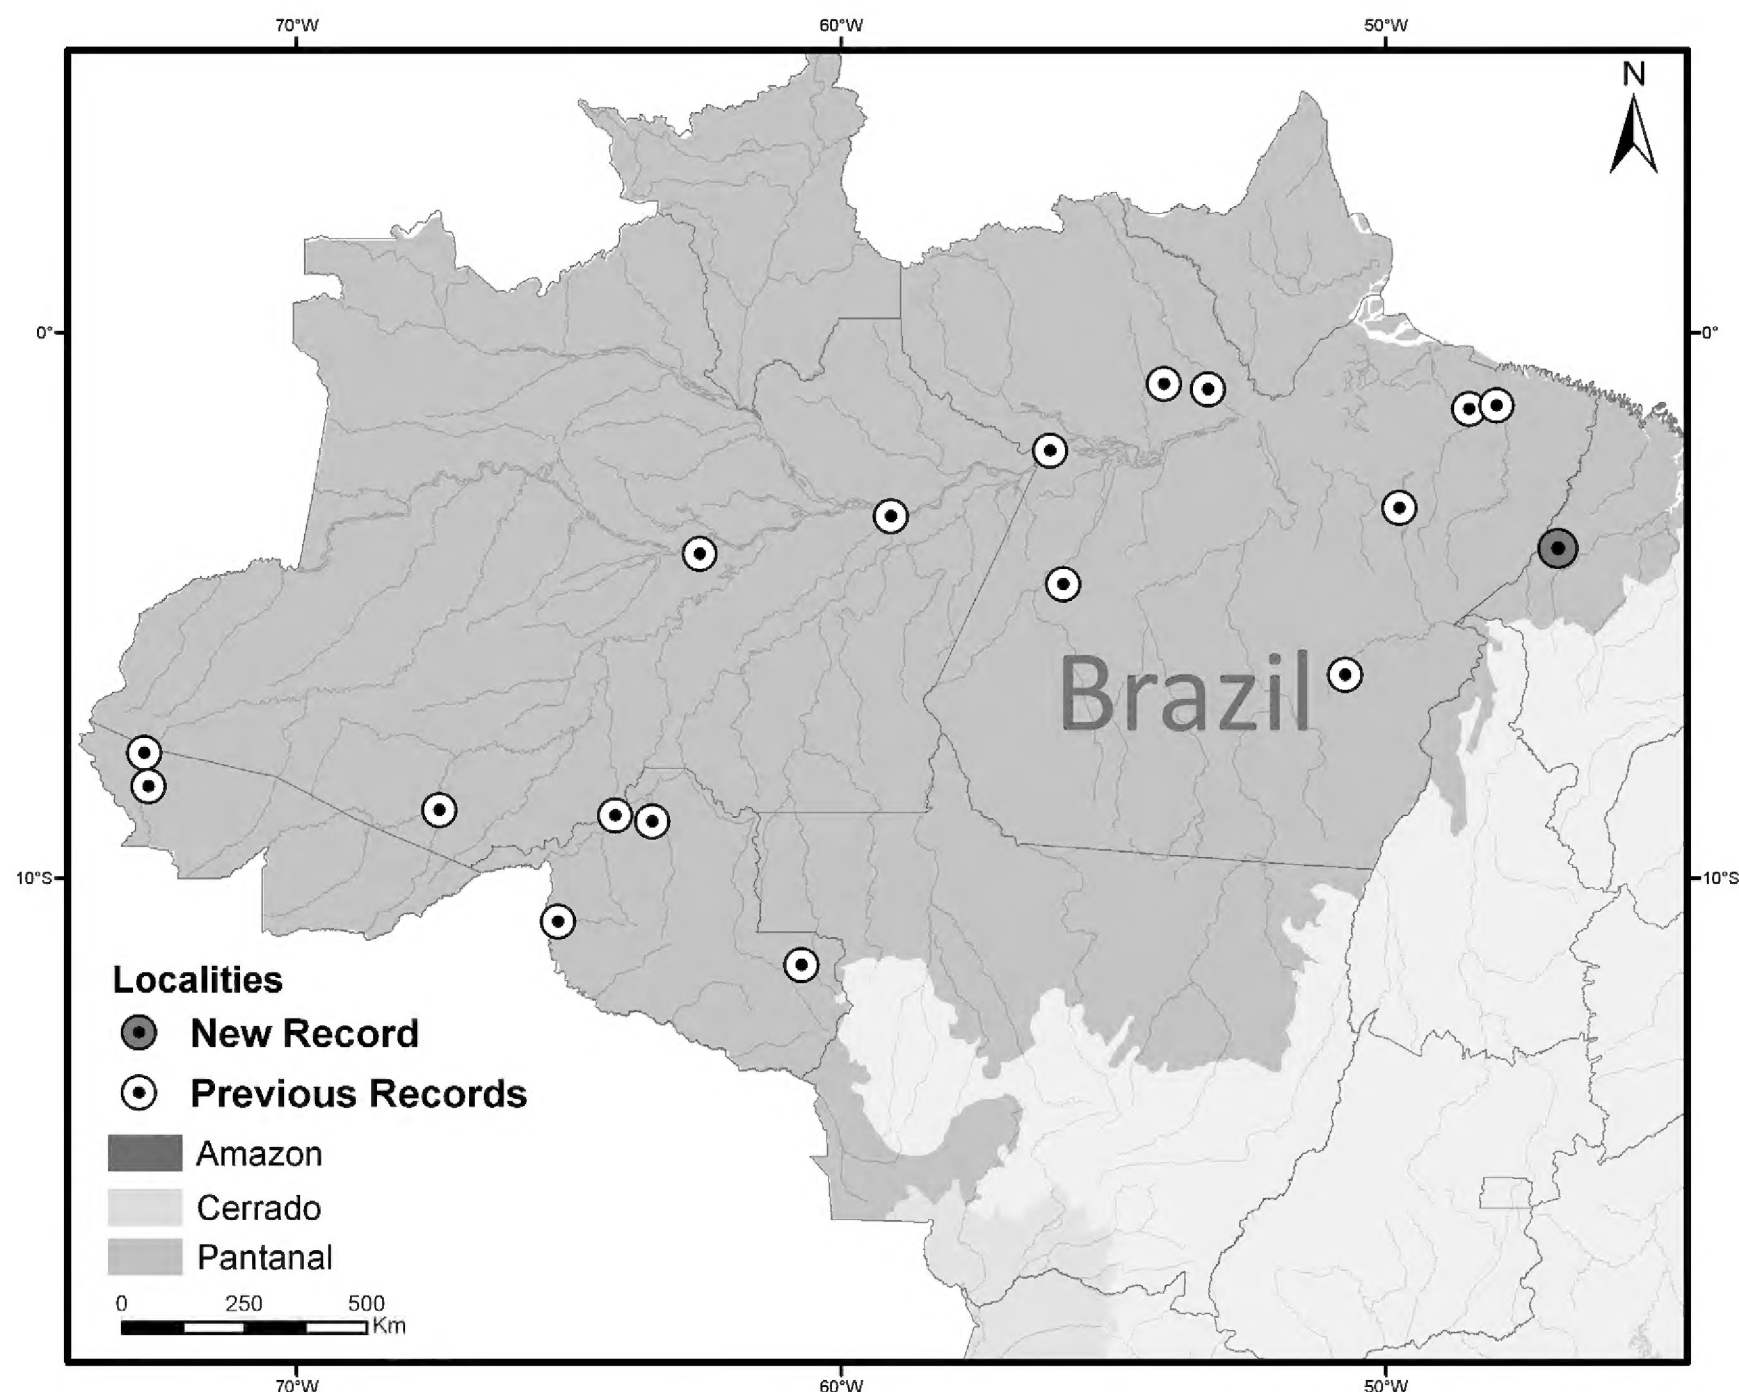 70°W 60°W 50°W
N
0° 0°
Brazil
10°S 10°S
Localities
New Record
Previous Records
Amazon
Cerrado
Pantanal
0 250 500
Km
70°W 60°W 50°W